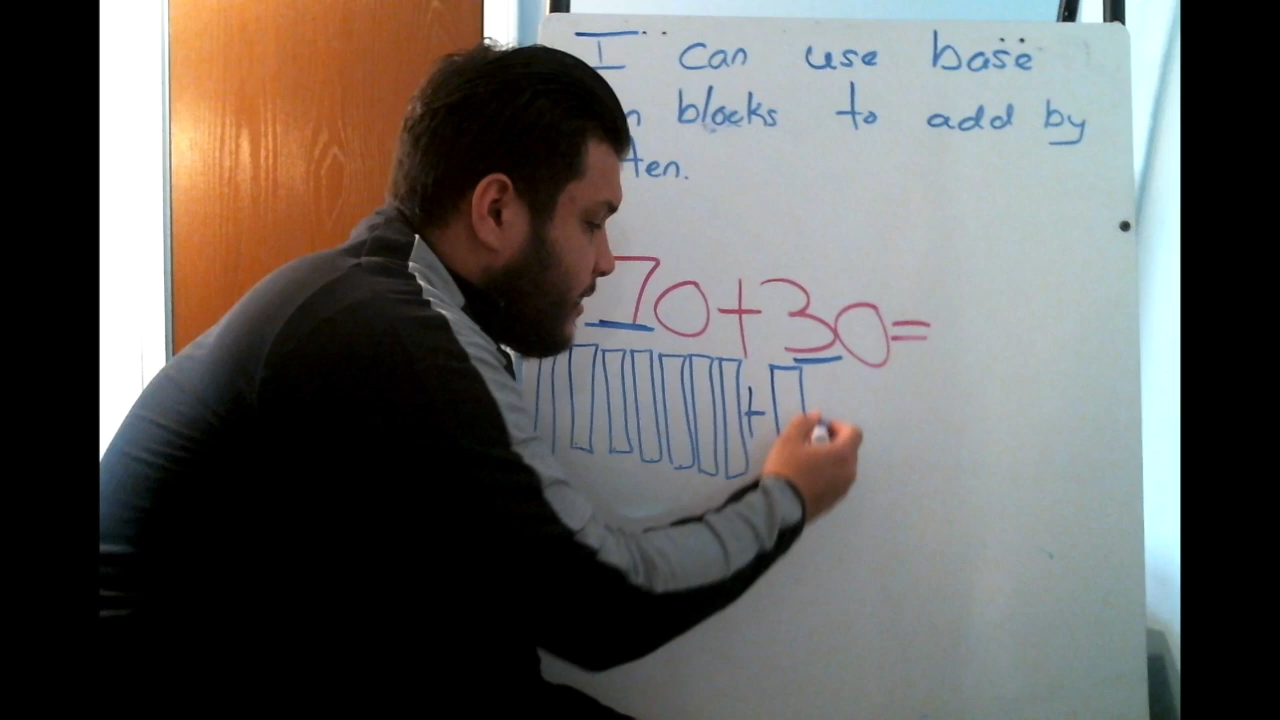 I can use base
blocks to add by
ten.
70+30=
+